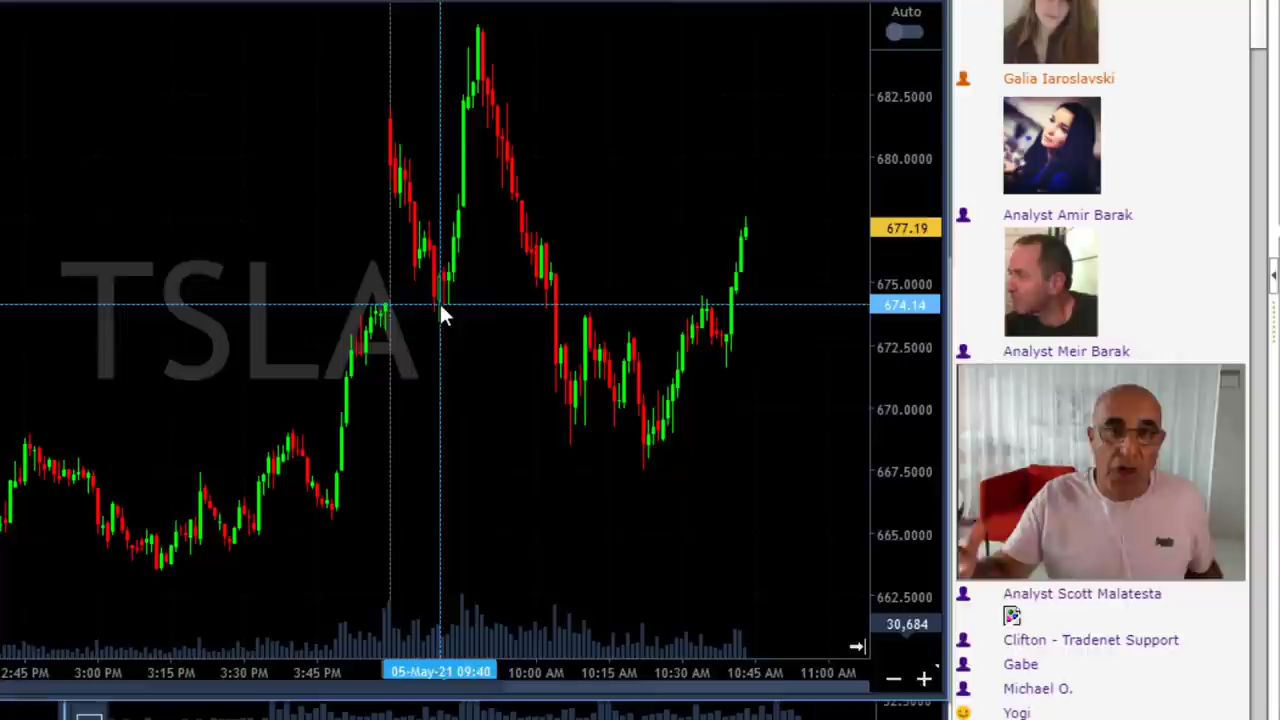 Auto
682.5000
680.0000
677.19
675.0000
674.14
672.5000
670.0000
667.5000
665.0000
662.5000
30,684
TSLA
2:45 PM
3:00 PM
3:15 PM
3:30 PM
3:45 PM
05-May-21 09:40
10:00 AM
10:15 AM
10:30 AM
10:45 AM
11:00 AM
Galia Iaroslavski
Analyst Amir Barak
Analyst Meir Barak
Analyst Scott Malatesta
Clifton - Tradenet Support
Gabe
Michael O.
Yogi